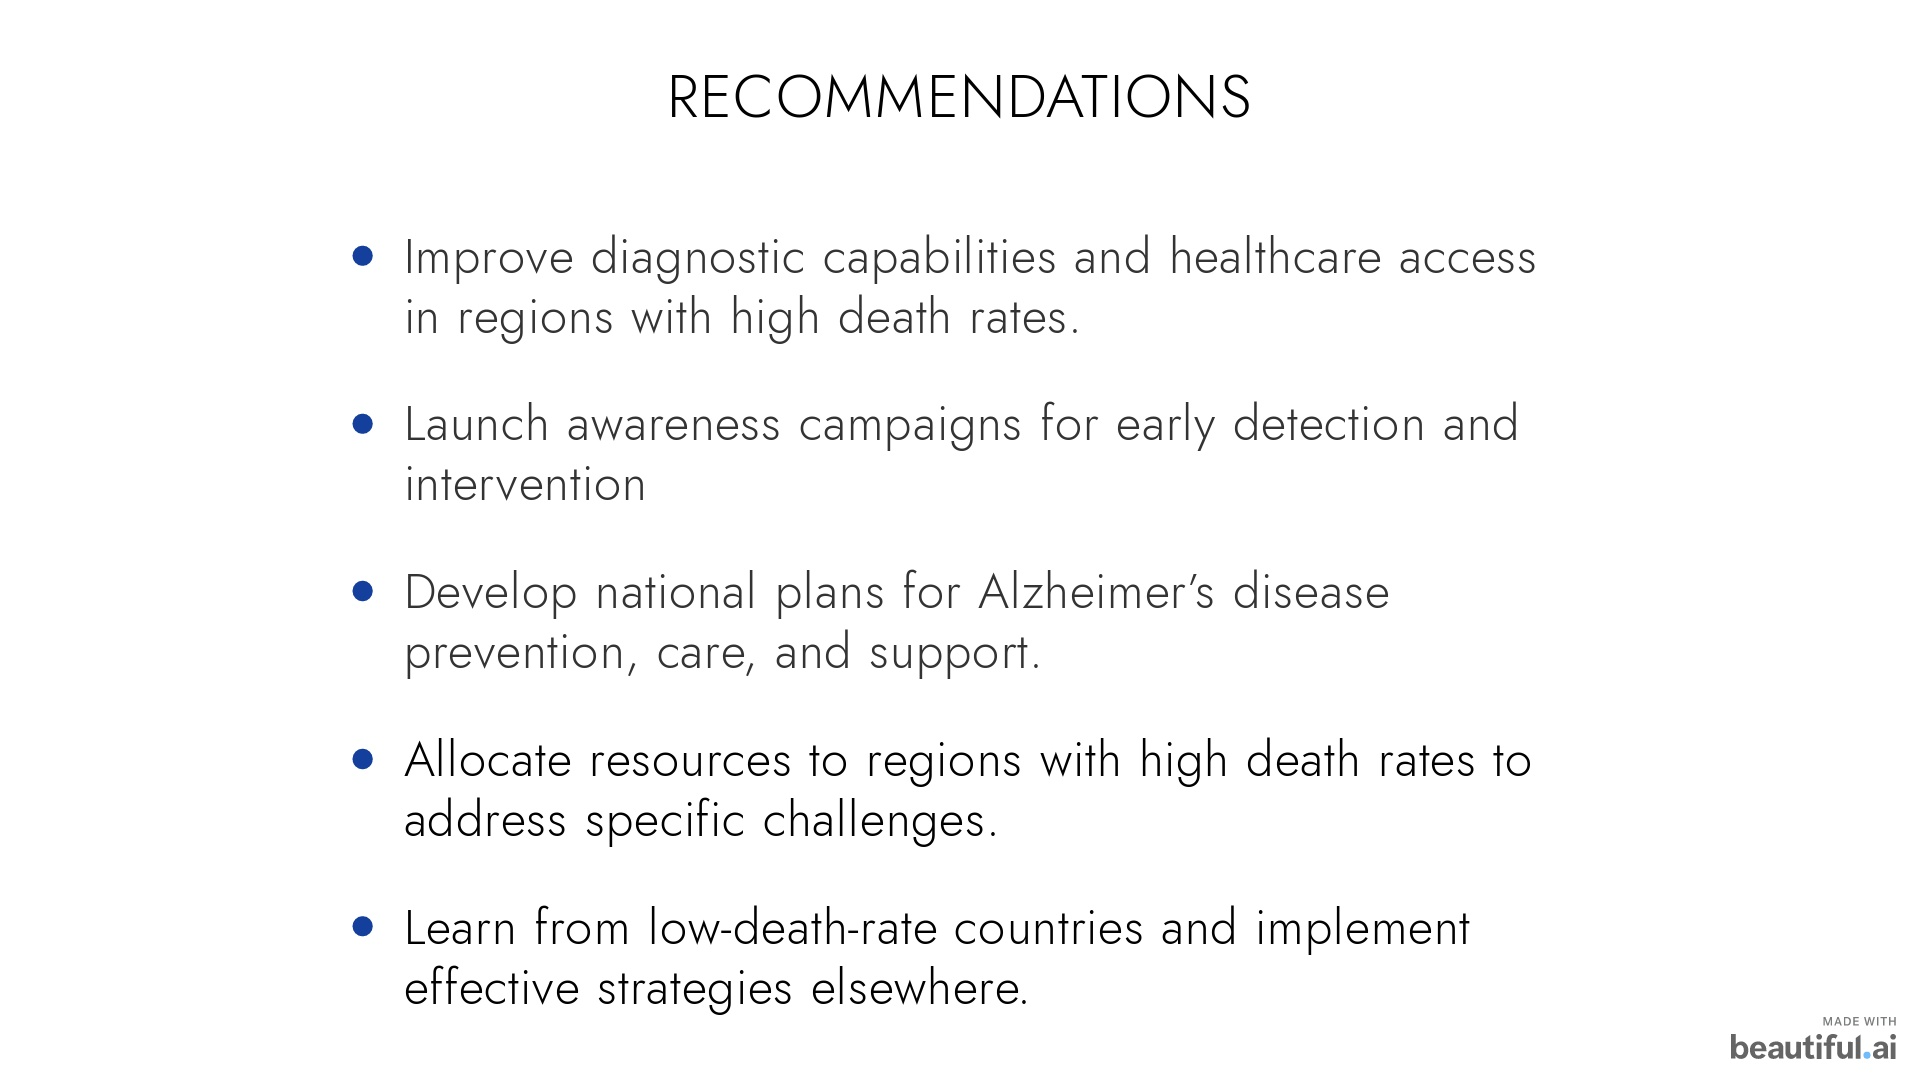 RECOMMENDATIONS
Improve diagnostic capabilities and healthcare access
in regions with high death rates.
Launch awareness campaigns for early detection and
intervention
Develop national plans for Alzheimer’s disease
prevention, care, and support.
Allocate resources to regions with high death rates to
address specific challenges.
Learn from low-death-rate countries and implement
effective strategies elsewhere.
MADE WITH
beautiful.ai